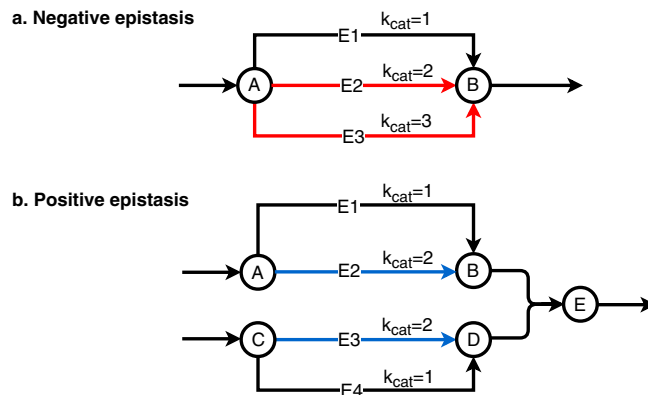 a. Negative epistasis
E1 kcat=1
A E2 kcat=2 B
E3 kcat=3
b. Positive epistasis
E1 kcat=1
A E2 kcat=2 B
E
C E3 kcat=2 D
E4 kcat=1